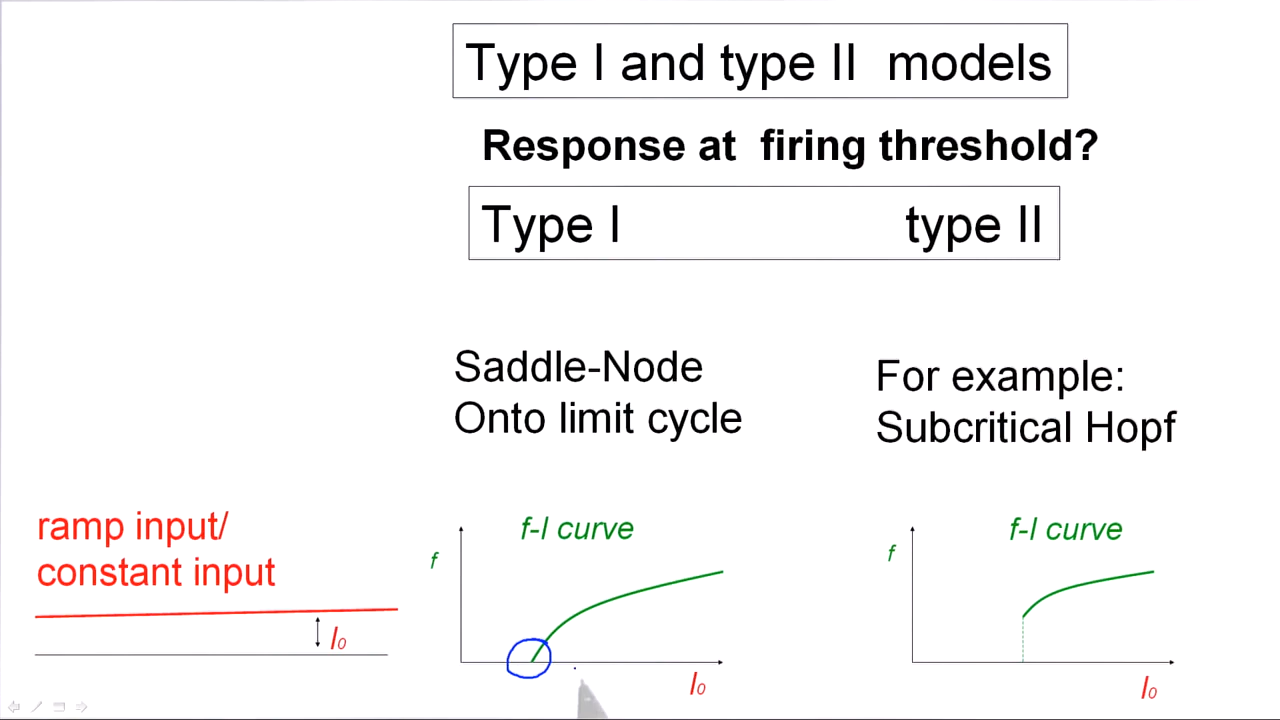 Type I and type II models
Response at firing threshold?
Type I type II
Saddle-Node
Onto limit cycle
For example:
Subcritical Hopf
ramp input/
constant input
I0
f-I curve
f
I0
f-I curve
f
I0